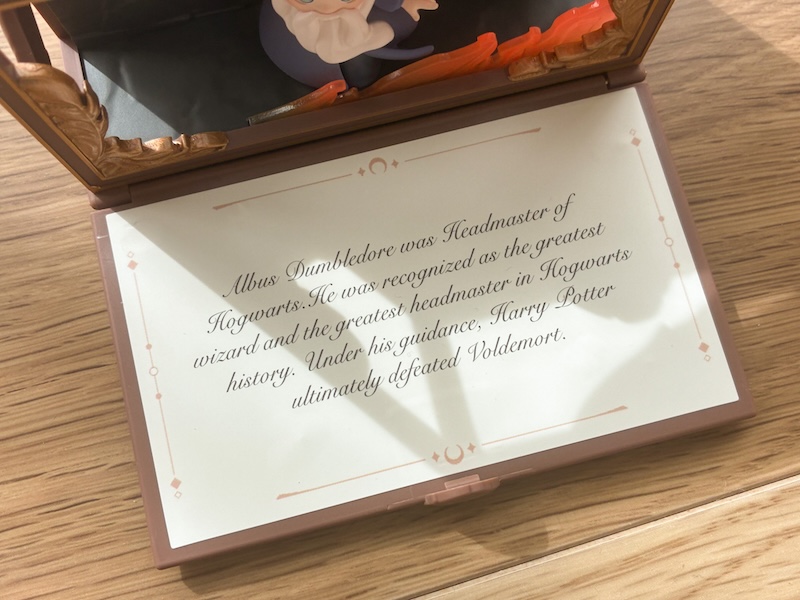 Albus Dumbledore was Headmaster of
Hogwarts.He was recognized as the greatest
wizard and the greatest headmaster in Hogwarts
history. Under his guidance, Harry Potter
ultimately defeated Voldemort.